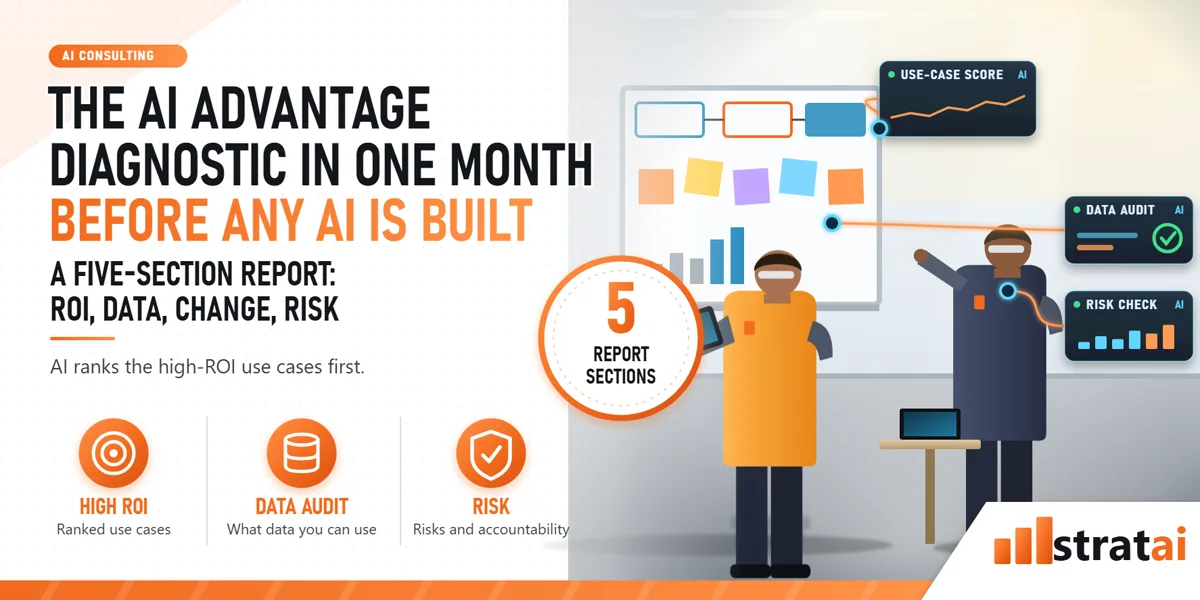 AI CONSULTING
THE AI ADVANTAGE
DIAGNOSTIC IN ONE MONTH
BEFORE ANY AI IS BUILT
A FIVE-SECTION REPORT:
ROI, DATA, CHANGE, RISK
AI ranks the high-ROI use cases first.
HIGH ROI
Ranked use cases
DATA AUDIT
What data you can use
RISK
Risks and accountability
5
REPORT
SECTIONS
USE-CASE SCORE AI
DATA AUDIT AI
RISK CHECK AI
stratai